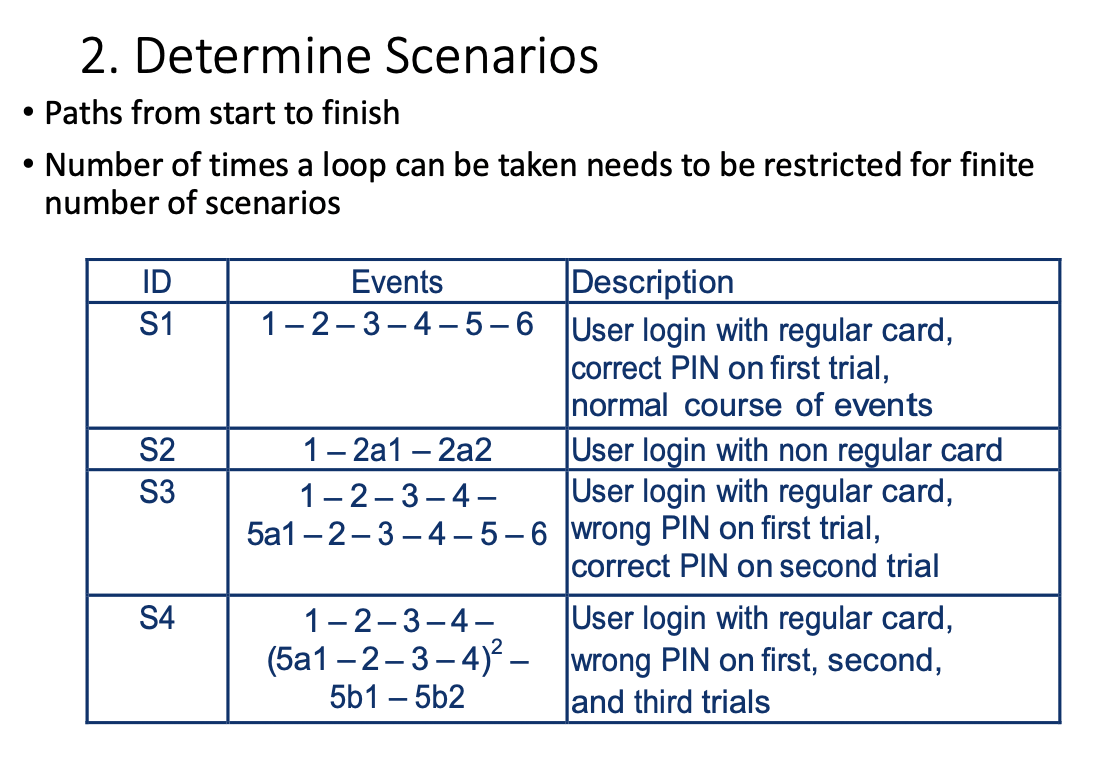 2. Determine Scenarios
• Paths from start to finish
• Number of times a loop can be taken needs to be restricted for finite
number of scenarios
ID Events Description
S1 1 – 2 – 3 – 4 – 5 – 6 User login with regular card,
correct PIN on first trial,
normal course of events
S2 1 – 2a1 – 2a2 User login with non regular card
S3 1 – 2 – 3 – 4 – User login with regular card,
5a1 – 2 – 3 – 4 – 5 – 6 wrong PIN on first trial,
correct PIN on second trial
S4 1 – 2 – 3 – 4 – User login with regular card,
(5a1 – 2 – 3 – 4)² – wrong PIN on first, second,
5b1 – 5b2 and third trials